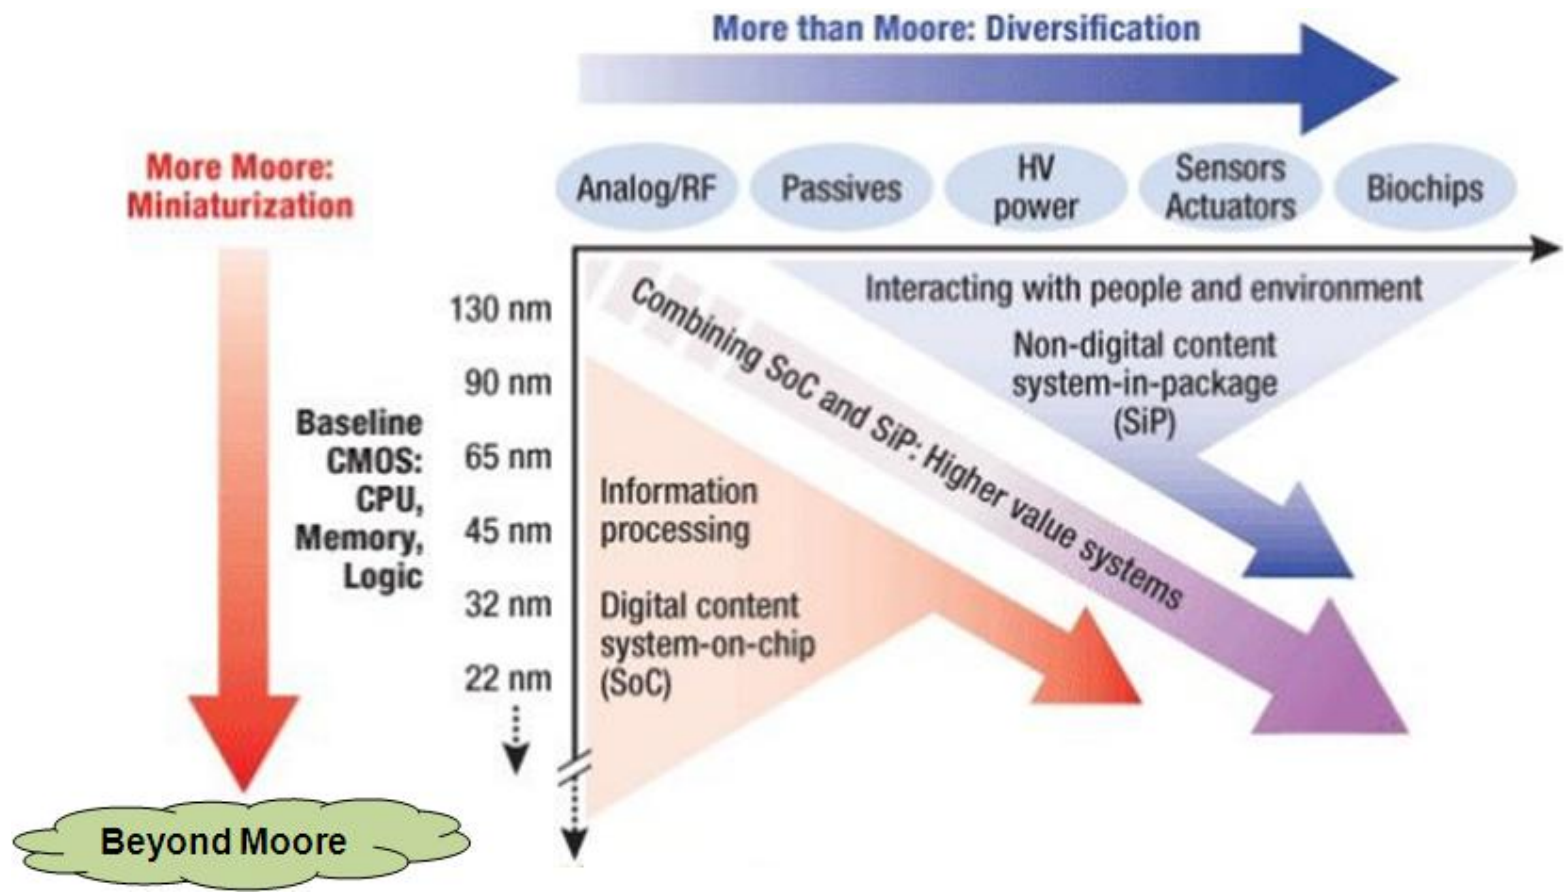 More than Moore: Diversification
More Moore:
Miniaturization
Analog/RF
Passives
HV
power
Sensors
Actuators
Biochips
130 nm
90 nm
65 nm
45 nm
32 nm
22 nm
Baseline
CMOS:
CPU,
Memory,
Logic
Interacting with people and environment
Non-digital content
system-in-package
(SiP)
Combining SoC and SiP: Higher value systems
Information
processing
Digital content
system-on-chip
(SoC)
Beyond Moore